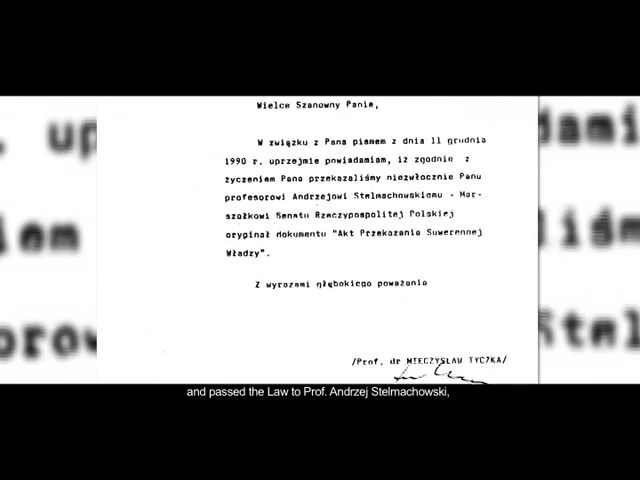 Wielce Szanowny Panie,
W związku z Pana pismem z dnia 11 grudnia
1990 r. uprzejmie powiadamiam, iż zgodnie z
życzeniem Pana przekazaliśmy niezwłocznie Panu
profesorowi Andrzejowi Stelmachowskiemu - Mar-
szałkowi Senatu Rzeczypospolitej Polskiej
oryginał dokumentu "Akt Przekazania Suwerennej
Władzy".
Z wyrazami głębokiego poważania
/Prof. dr MIECZYSŁAW TYCZKA/
and passed the Law to Prof. Andrzej Stelmachowski,